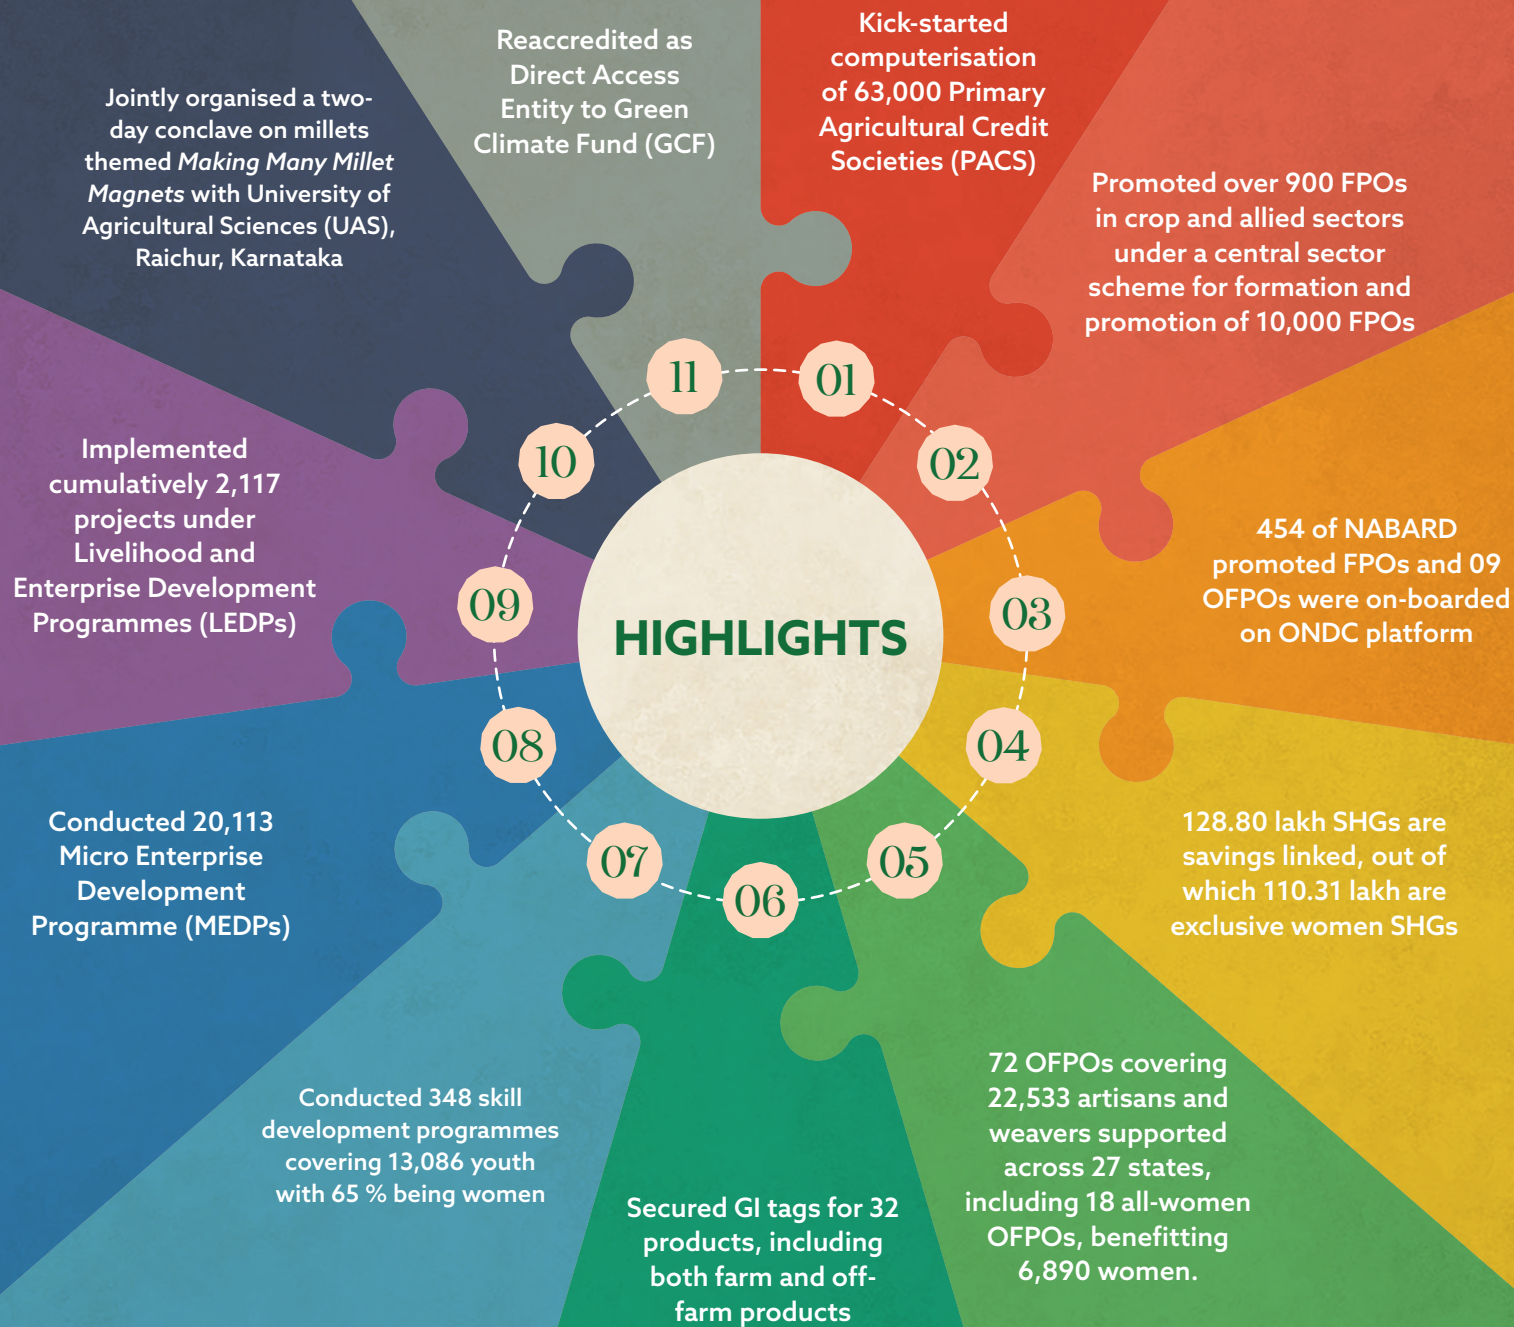 HIGHLIGHTS
01
Kick-started
computerisation
of 63,000 Primary
Agricultural Credit
Societies (PACS)
02
Promoted over 900 FPOs
in crop and allied sectors
under a central sector
scheme for formation and
promotion of 10,000 FPOs
03
454 of NABARD
promoted FPOs and 09
OFPOs were on-boarded
on ONDC platform
04
128.80 lakh SHGs are
savings linked, out of
which 110.31 lakh are
exclusive women SHGs
05
72 OFPOs covering
22,533 artisans and
weavers supported
across 27 states,
including 18 all-women
OFPOs, benefitting
6,890 women.
06
Secured GI tags for 32
products, including
both farm and off-
farm products
07
Conducted 348 skill
development programmes
covering 13,086 youth
with 65 % being women
08
Conducted 20,113
Micro Enterprise
Development
Programme (MEDPs)
09
Implemented
cumulatively 2,117
projects under
Livelihood and
Enterprise Development
Programmes (LEDPs)
10
Jointly organised a two-
day conclave on millets
themed Making Many Millet
Magnets with University of
Agricultural Sciences (UAS),
Raichur, Karnataka
11
Reaccredited as
Direct Access
Entity to Green
Climate Fund (GCF)